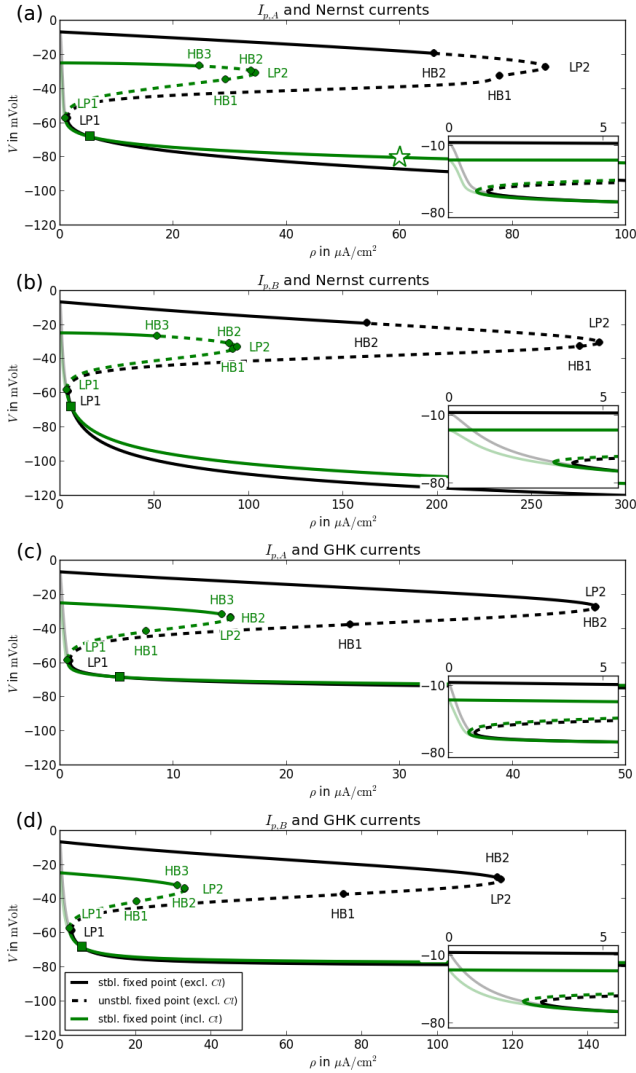 (a)
I_{p,A} and Nernst currents
0
−20
−40
−60
−80
−100
−120
V in mVolt
HB3
HB2
LP2
HB1
LP1
LP1
HB2
HB1
LP2
0 5
−10
−80
0 20 40 60 80 100
ρ in μA/cm²
(b)
I_{p,B} and Nernst currents
0
−20
−40
−60
−80
−100
−120
V in mVolt
HB3
HB2
LP2
HB1
LP1
LP1
HB2
HB1
LP2
0 5
−10
−80
0 50 100 150 200 250 300
ρ in μA/cm²
(c)
I_{p,A} and GHK currents
0
−20
−40
−60
−80
−100
−120
V in mVolt
HB3
HB2
LP2
HB1
LP1
LP1
HB1
LP2
HB2
0 5
−10
−80
0 10 20 30 40 50
ρ in μA/cm²
(d)
I_{p,B} and GHK currents
0
−20
−40
−60
−80
−100
−120
V in mVolt
HB3
LP2
HB2
HB1
LP1
LP1
HB1
HB2
LP2
0 5
−10
−80
stbl. fixed point (excl. Cl)
unstbl. fixed point (excl. Cl)
stbl. fixed point (incl. Cl)
0 20 40 60 80 100 120 140
ρ in μA/cm²